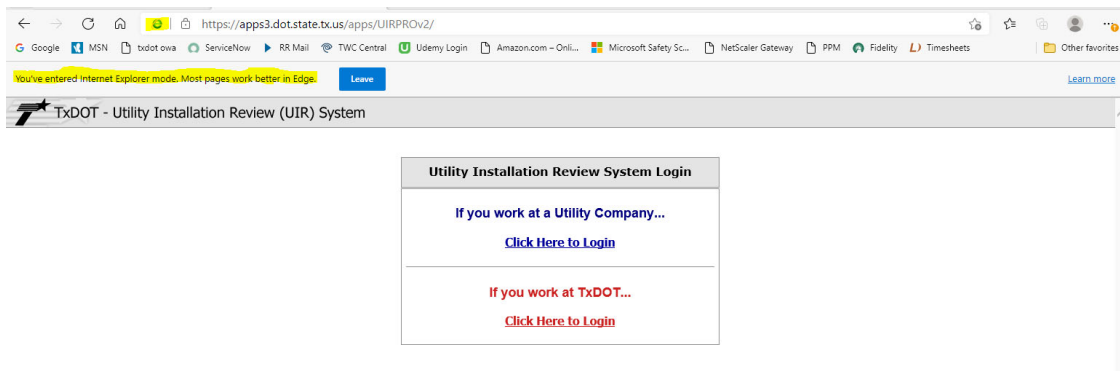 https://apps3.dot.state.tx.us/apps/UIRPROv2/
Google MSN txdot owa ServiceNow RR Mail TWC Central Udemy Login Amazon.com – Onli... Microsoft Safety Sc... NetScaler Gateway PPM Fidelity Timesheets Other favorites
You've entered Internet Explorer mode. Most pages work better in Edge. Leave Learn more
TxDOT - Utility Installation Review (UIR) System
Utility Installation Review System Login
If you work at a Utility Company...
Click Here to Login
If you work at TxDOT...
Click Here to Login